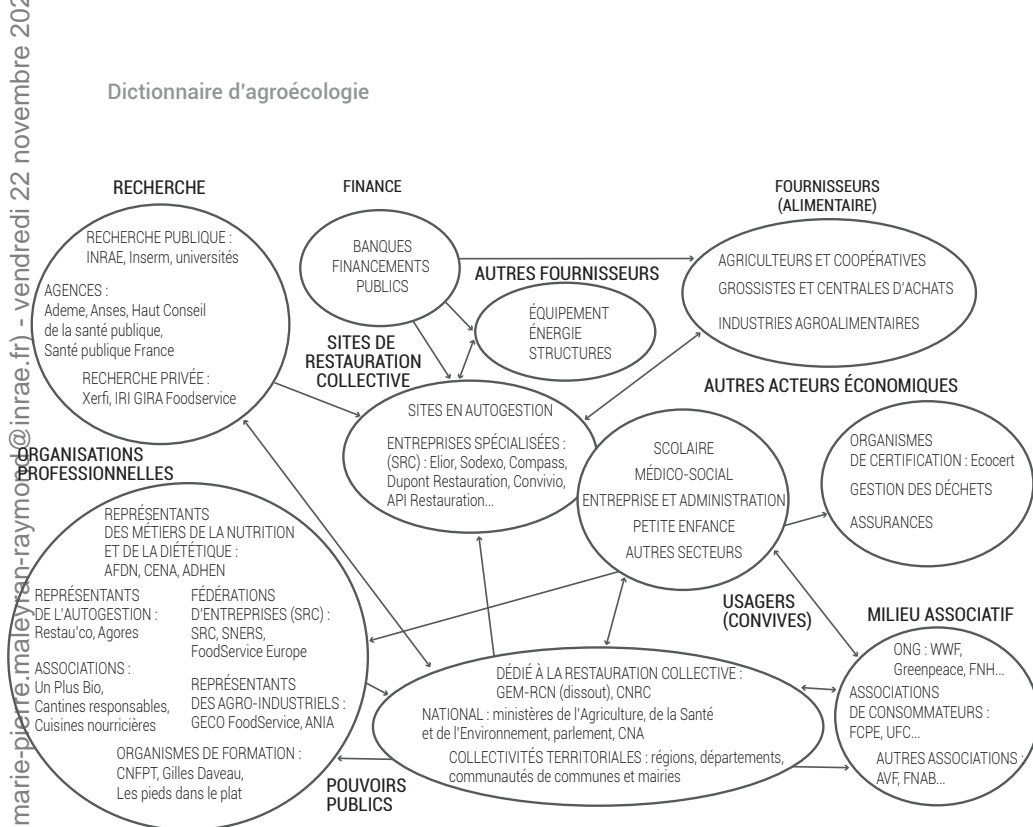 marie-pierre.maleyran-raymond@inrae.fr) - vendredi 22 novembre 202
Dictionnaire d'agroécologie
RECHERCHE
RECHERCHE PUBLIQUE :
INRAE, Inserm, universités
AGENCES :
Ademe, Anses, Haut Conseil
de la santé publique,
Santé publique France
RECHERCHE PRIVÉE :
Xerfi, IRI GIRA Foodservice
FINANCE
BANQUES
FINANCEMENTS
PUBLICS
AUTRES FOURNISSEURS
ÉQUIPEMENT
ÉNERGIE
STRUCTURES
FOURNISSEURS
(ALIMENTAIRE)
AGRICULTEURS ET COOPÉRATIVES
GROSSISTES ET CENTRALES D'ACHATS
INDUSTRIES AGROALIMENTAIRES
SITES DE
RESTAURATION
COLLECTIVE
SITES EN AUTOGESTION
ENTREPRISES SPÉCIALISÉES :
(SRC) : Elior, Sodexo, Compass,
Dupont Restauration, Convivio,
API Restauration...
SCOLAIRE
MÉDICO-SOCIAL
ENTREPRISE ET ADMINISTRATION
PETITE ENFANCE
AUTRES SECTEURS
USAGERS
(CONVIVES)
AUTRES ACTEURS ÉCONOMIQUES
ORGANISMES
DE CERTIFICATION : Ecocert
GESTION DES DÉCHETS
ASSURANCES
ORGANISATIONS
PROFESSIONNELLES
REPRÉSENTANTS
DES MÉTIERS DE LA NUTRITION
ET DE LA DIÉTÉTIQUE :
AFDN, CENA, ADHEN
REPRÉSENTANTS
DE L'AUTOGESTION :
Restau'co, Agores
FÉDÉRATIONS
D'ENTREPRISES (SRC) :
SRC, SNERS,
FoodService Europe
ASSOCIATIONS :
Un Plus Bio,
Cantines responsables,
Cuisines nourricières
REPRÉSENTANTS
DES AGRO-INDUSTRIELS :
GECO FoodService, ANIA
ORGANISMES DE FORMATION :
CNFPT, Gilles Daveau,
Les pieds dans le plat
POUVOIRS
PUBLICS
DÉDIÉ À LA RESTAURATION COLLECTIVE :
GEM-RCN (dissout), CNRC
NATIONAL : ministères de l'Agriculture, de la Santé
et de l'Environnement, parlement, CNA
COLLECTIVITÉS TERRITORIALES : régions, départements,
communautés de communes et mairies
MILIEU ASSOCIATIF
ONG : WWF,
Greenpeace, FNH...
ASSOCIATIONS
DE CONSOMMATEURS :
FCPE, UFC...
AUTRES ASSOCIATIONS :
AVF, FNAB...